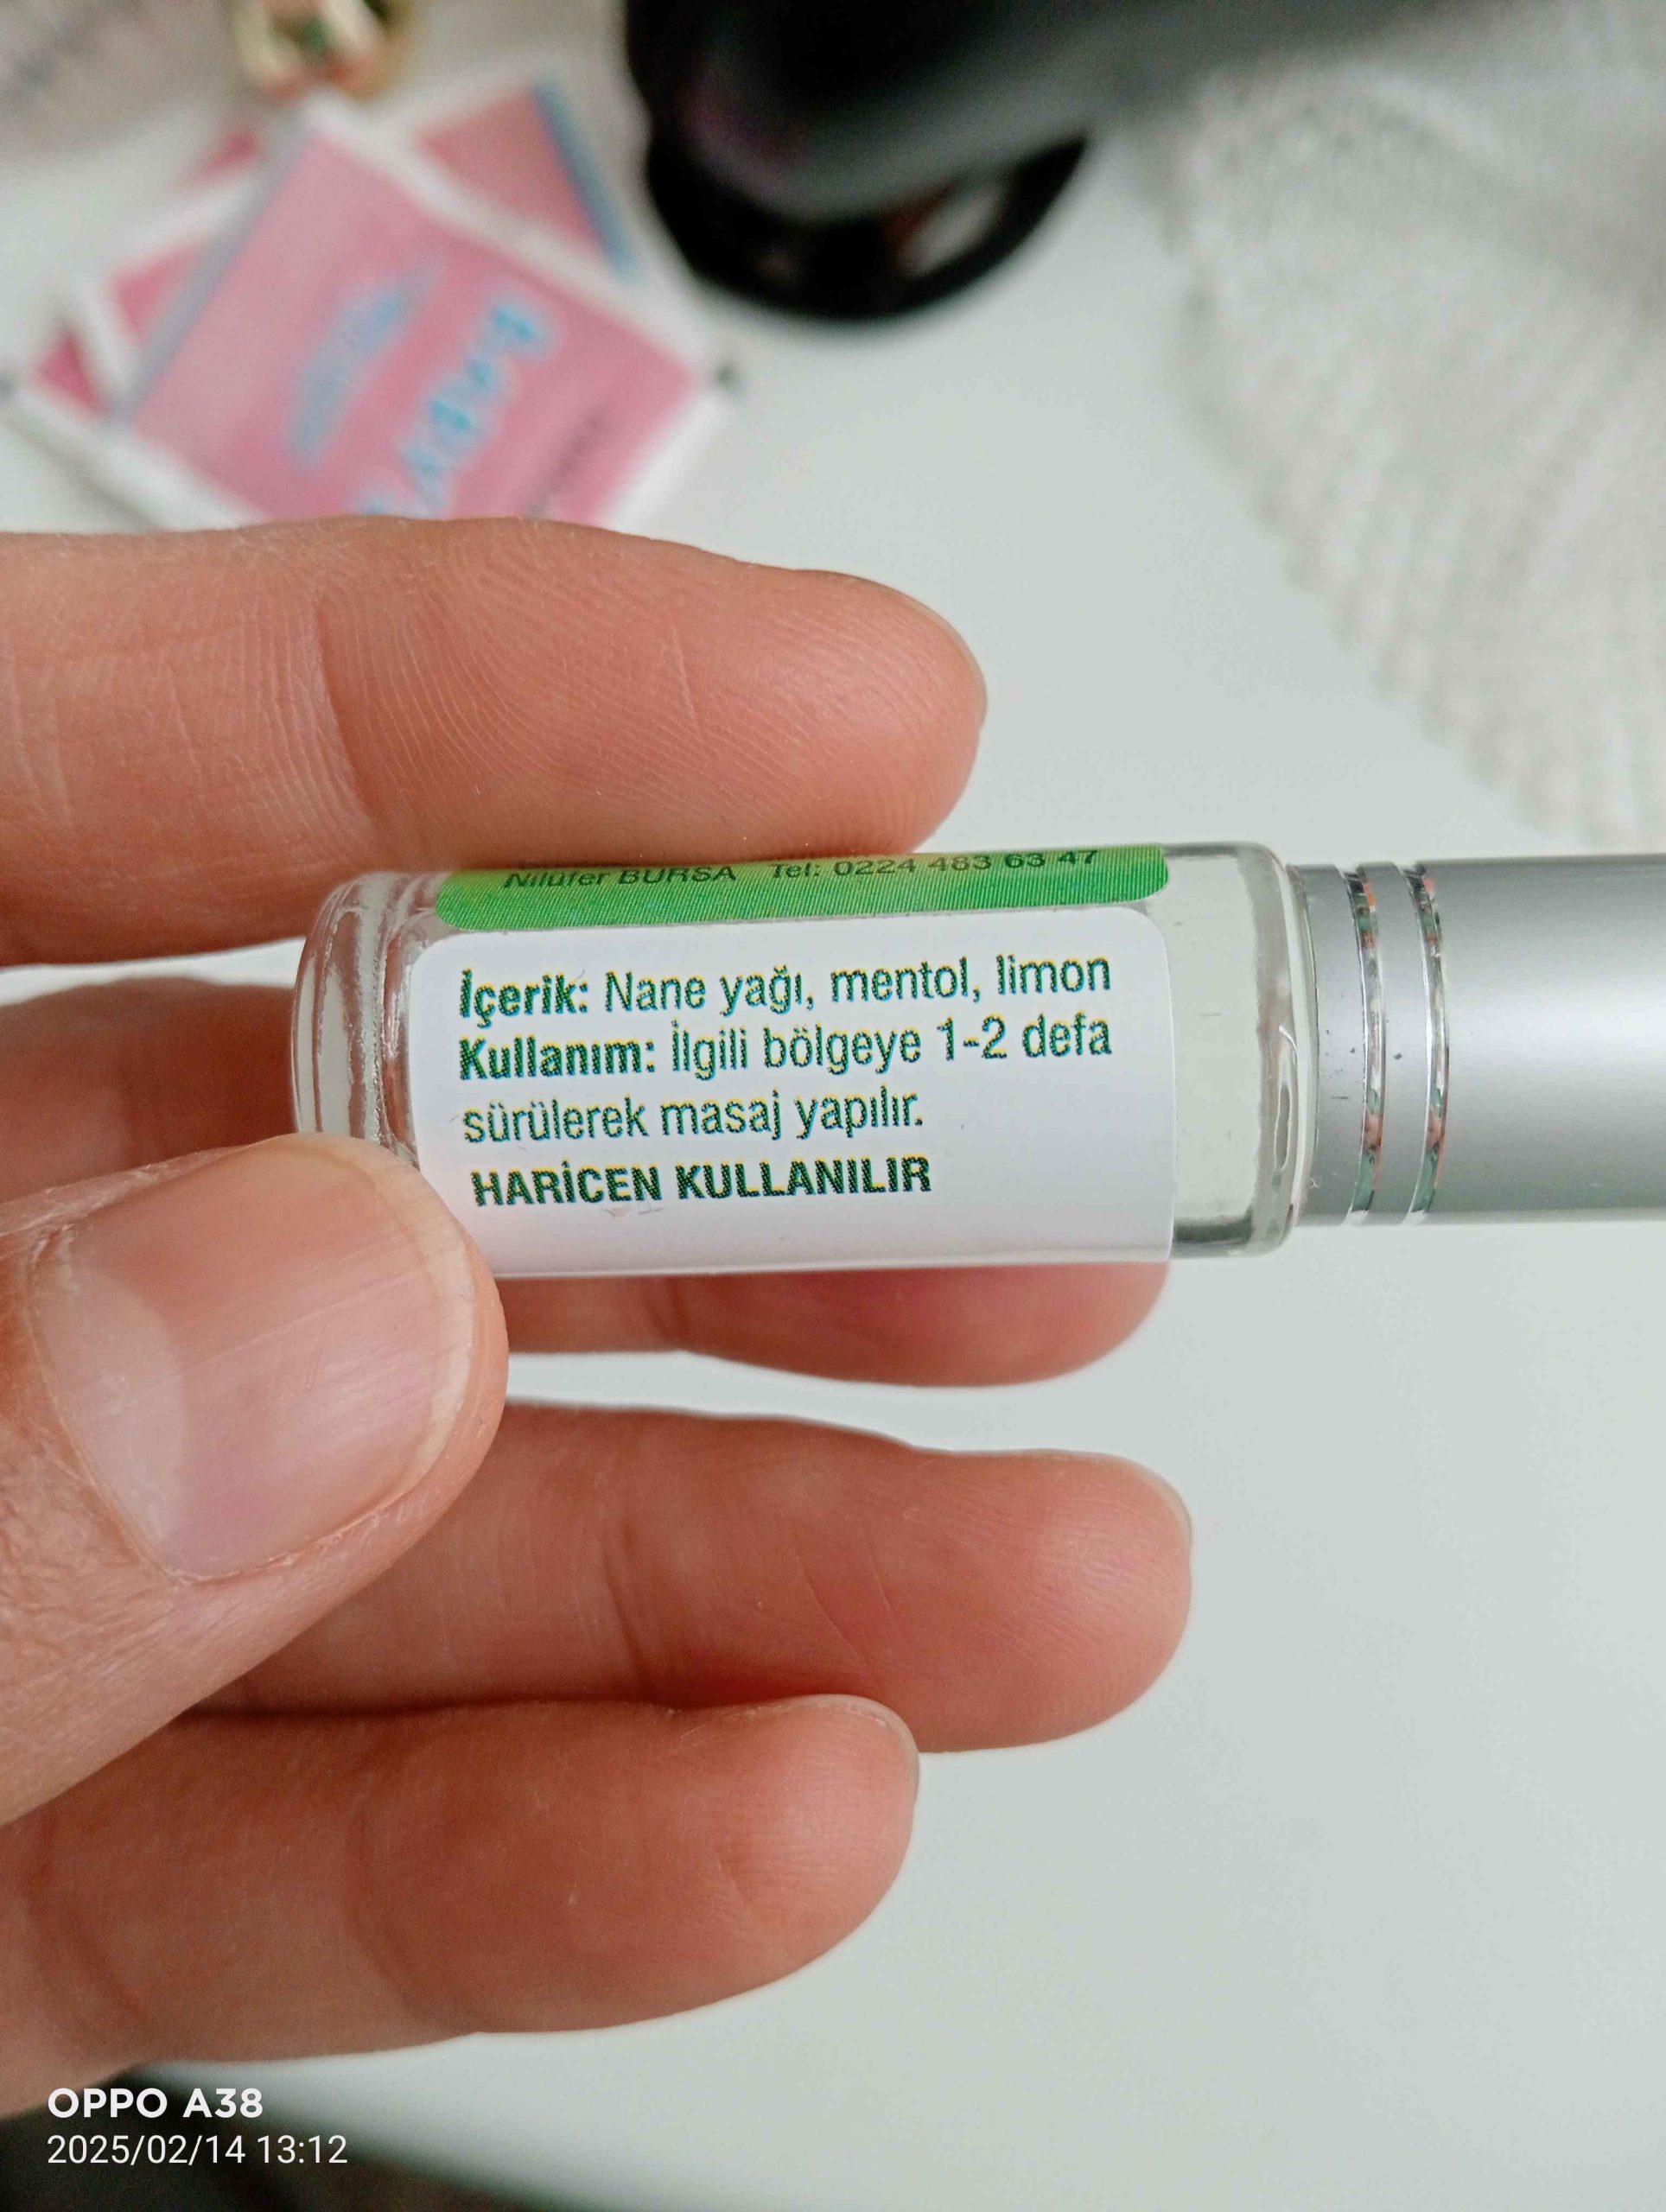 Nilüfer BURSA Tel: 0224 483 63 47
İçerik: Nane yağı, mentol, limon
Kullanım: İlgili bölgeye 1-2 defa
sürülerek masaj yapılır.
HARİCEN KULLANILIR
OPPO A38
2025/02/14 13:12